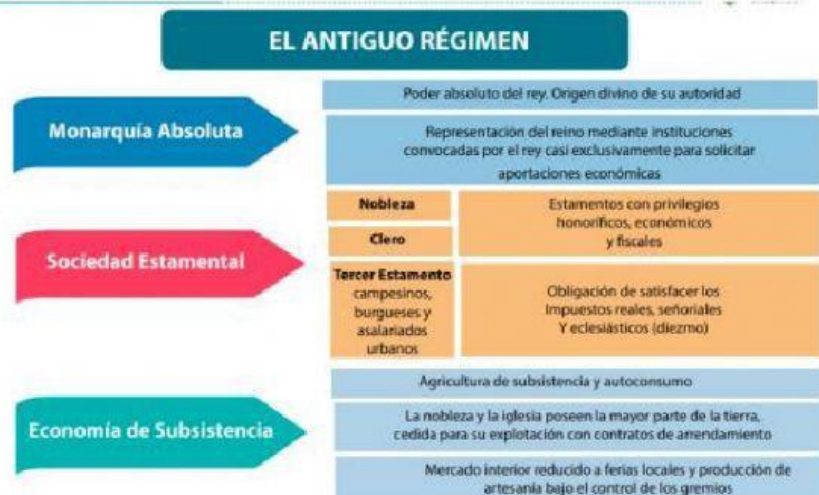 EL ANTIGUO RÉGIMEN
Monarquía Absoluta
Poder absoluto del rey. Origen divino de su autoridad
Representación del reino mediante instituciones
convocadas por el rey casi exclusivamente para solicitar
aportaciones económicas
Sociedad Estamental
Nobleza
Clero
Estamentos con privilegios
honoríficos, económicos
y fiscales
Tercer Estamento
campesinos,
burgueses y
asalariados
urbanos
Obligación de satisfacer los
Impuestos reales, señoriales
Y eclesiásticos (diezmo)
Economía de Subsistencia
Agricultura de subsistencia y autoconsumo
La nobleza y la iglesia poseen la mayor parte de la tierra,
cedida para su explotación con contratos de arrendamiento
Mercado interior reducido a ferias locales y producción de
artesanía bajo el control de los gremios